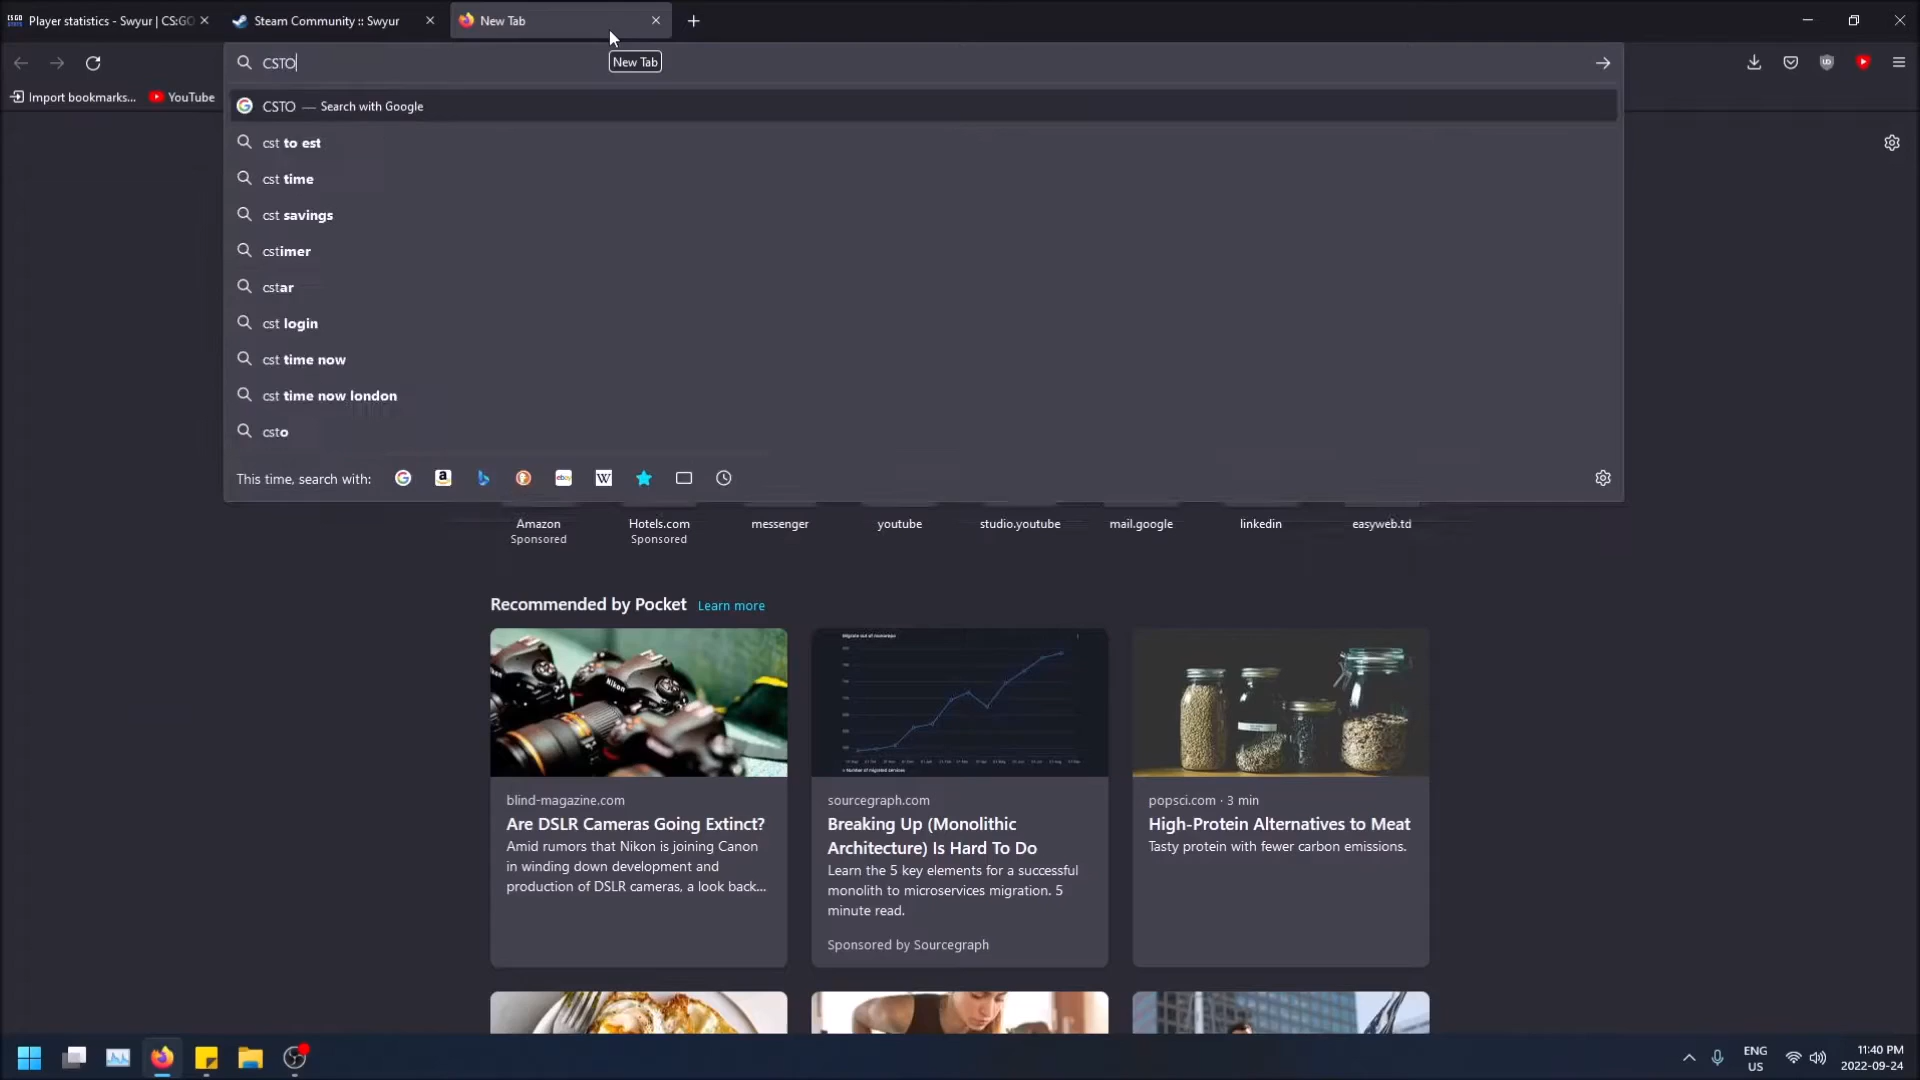 Player statistics - Swyur | CS:GO
Steam Community :: Swyur
New Tab
CSTO
New Tab
Import bookmarks...
YouTube
CSTO — Search with Google
cst to est
cst time
cst savings
cstimer
cstar
cst login
cst time now
cst time now london
csto
This time, search with:
Amazon
Sponsored
Hotels.com
Sponsored
messenger
youtube
studio.youtube
mail.google
linkedin
easyweb.td
Recommended by Pocket Learn more
blind-magazine.com
Are DSLR Cameras Going Extinct?
Amid rumors that Nikon is joining Canon
in winding down development and
production of DSLR cameras, a look back...
sourcegraph.com
Breaking Up (Monolithic
Architecture) Is Hard To Do
Learn the 5 key elements for a successful
monolith to microservices migration. 5
minute read.
Sponsored by Sourcegraph
popsci.com · 3 min
High-Protein Alternatives to Meat
Tasty protein with fewer carbon emissions.
ENG
US
11:40 PM
2022-09-24